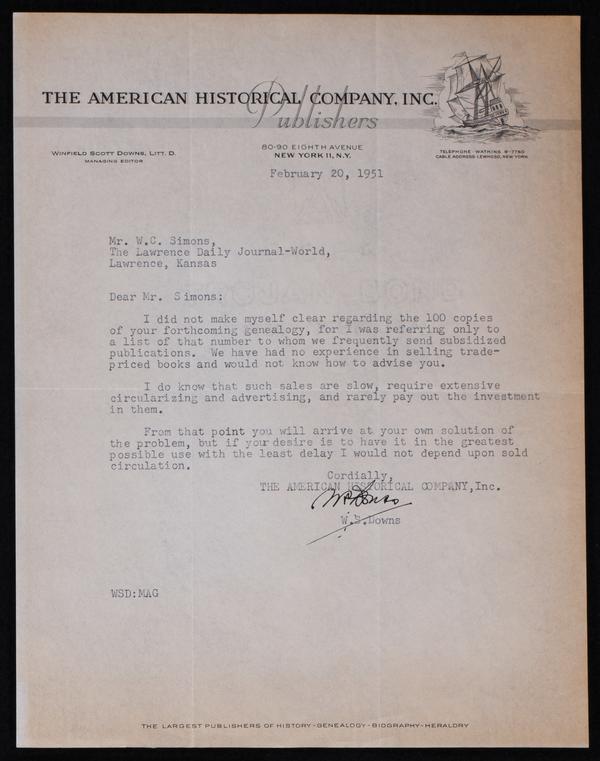 THE AMERICAN HISTORICAL COMPANY, INC.
Publishers
WINFIELD SCOTT DOWNS, LITT. D.
MANAGING EDITOR
80-90 EIGHTH AVENUE
NEW YORK 11, N.Y.
TELEPHONE - WATKINS 9-7760
CABLE ADDRESS - LEWHOSO, NEW YORK
February 20, 1951
Mr. W.C. Simons,
The Lawrence Daily Journal-World,
Lawrence, Kansas
Dear Mr. Simons:
I did not make myself clear regarding the 100 copies
of your forthcoming genealogy, for I was referring only to
a list of that number to whom we frequently send subsidized
publications. We have had no experience in selling trade-
priced books and would not know how to advise you.
I do know that such sales are slow, require extensive
circularizing and advertising, and rarely pay out the investment
in them.
From that point you will arrive at your own solution of
the problem, but if your desire is to have it in the greatest
possible use with the least delay I would not depend upon sold
circulation.
Cordially,
THE AMERICAN HISTORICAL COMPANY,Inc.
W.S.Downs
WSD:MAG
THE LARGEST PUBLISHERS OF HISTORY-GENEALOGY-BIOGRAPHY-HERALDRY